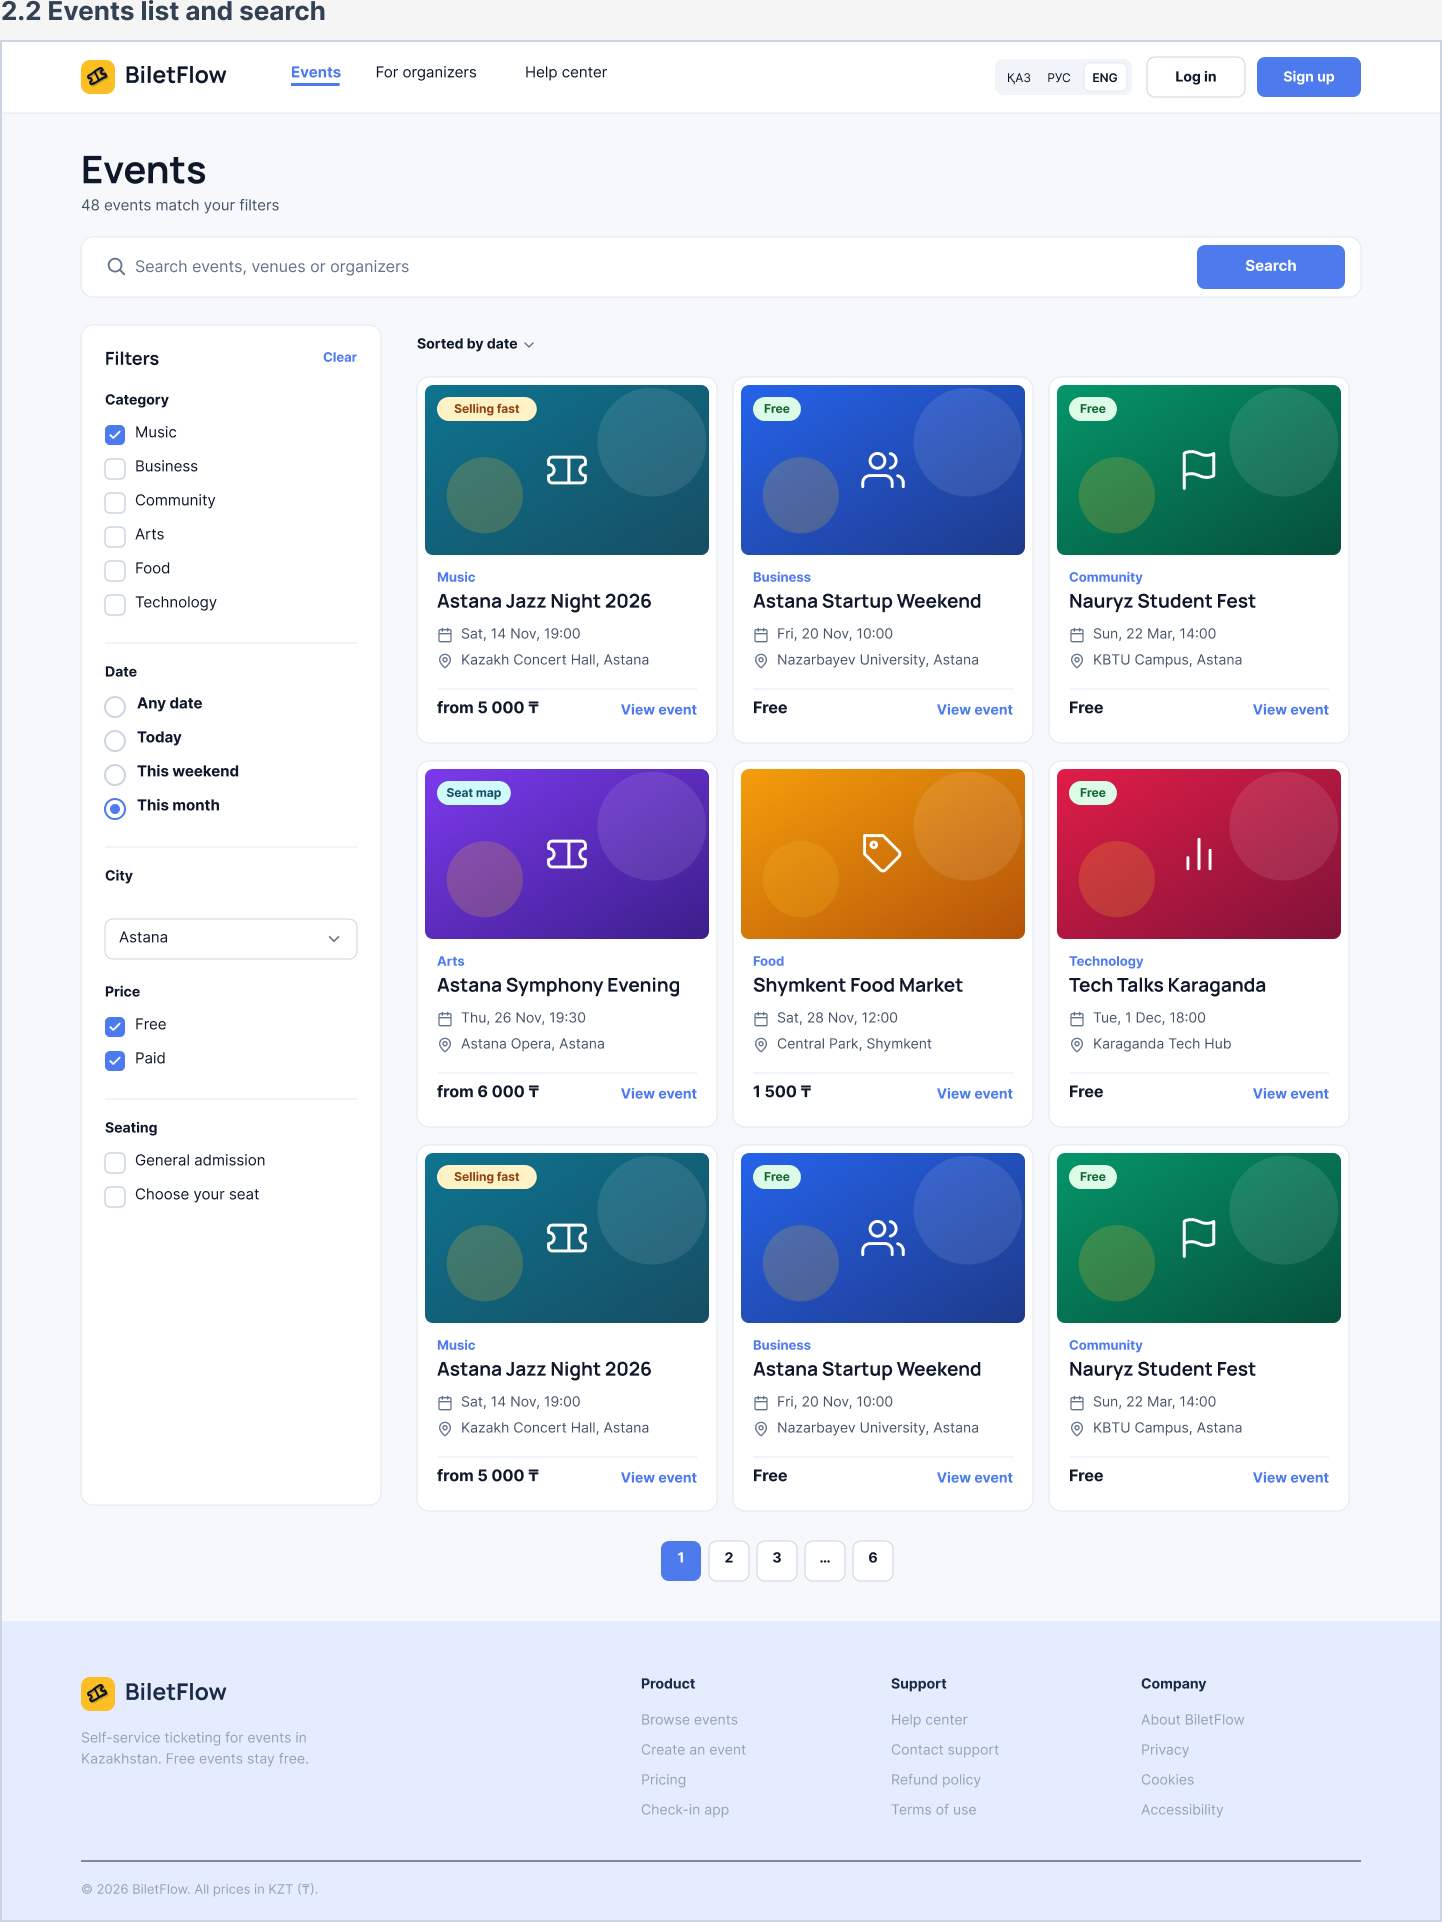 2.2 Events list and search
BiletFlow
Events
For organizers
Help center
ҚАЗ
РУС
ENG
Log in
Sign up
Events
48 events match your filters
Search events, venues or organizers
Search
Filters
Clear
Category
Music
Business
Community
Arts
Food
Technology
Date
Any date
Today
This weekend
This month
City
Astana
Price
Free
Paid
Seating
General admission
Choose your seat
Sorted by date
Selling fast
Music
Astana Jazz Night 2026
Sat, 14 Nov, 19:00
Kazakh Concert Hall, Astana
from 5 000 ₸
View event
Free
Business
Astana Startup Weekend
Fri, 20 Nov, 10:00
Nazarbayev University, Astana
Free
View event
Free
Community
Nauryz Student Fest
Sun, 22 Mar, 14:00
KBTU Campus, Astana
Free
View event
Seat map
Arts
Astana Symphony Evening
Thu, 26 Nov, 19:30
Astana Opera, Astana
from 6 000 ₸
View event
Food
Shymkent Food Market
Sat, 28 Nov, 12:00
Central Park, Shymkent
1 500 ₸
View event
Free
Technology
Tech Talks Karaganda
Tue, 1 Dec, 18:00
Karaganda Tech Hub
Free
View event
Selling fast
Music
Astana Jazz Night 2026
Sat, 14 Nov, 19:00
Kazakh Concert Hall, Astana
from 5 000 ₸
View event
Free
Business
Astana Startup Weekend
Fri, 20 Nov, 10:00
Nazarbayev University, Astana
Free
View event
Free
Community
Nauryz Student Fest
Sun, 22 Mar, 14:00
KBTU Campus, Astana
Free
View event
1
2
3
...
6
BiletFlow
Self-service ticketing for events in
Kazakhstan. Free events stay free.
Product
Browse events
Create an event
Pricing
Check-in app
Support
Help center
Contact support
Refund policy
Terms of use
Company
About BiletFlow
Privacy
Cookies
Accessibility
© 2026 BiletFlow. All prices in KZT (₸).